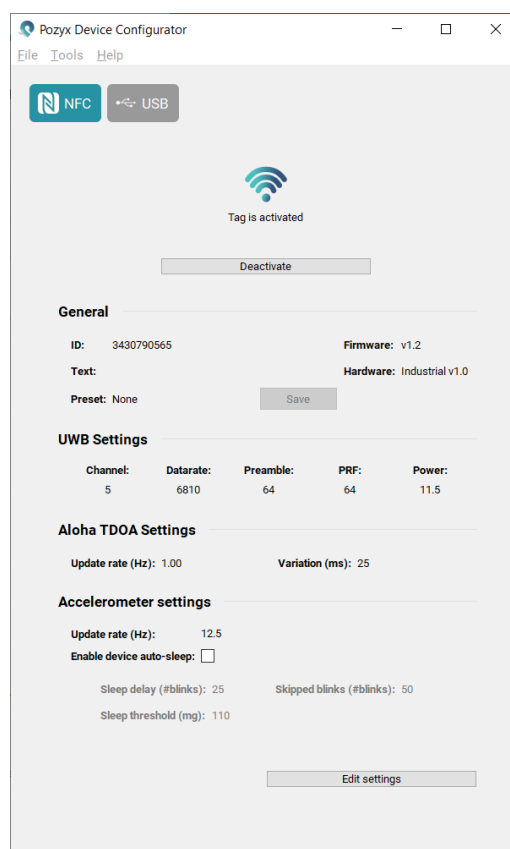 Pozyx Device Configurator
File Tools Help
NFC USB
Tag is activated
Deactivate
General
ID: 3430790565 Firmware: v1.2
Text: Hardware: Industrial v1.0
Preset: None Save
UWB Settings
Channel: Datarate: Preamble: PRF: Power:
5 6810 64 64 11.5
Aloha TDOA Settings
Update rate (Hz): 1.00 Variation (ms): 25
Accelerometer settings
Update rate (Hz): 12.5
Enable device auto-sleep:
Sleep delay (#blinks): 25 Skipped blinks (#blinks): 50
Sleep threshold (mg): 110
Edit settings